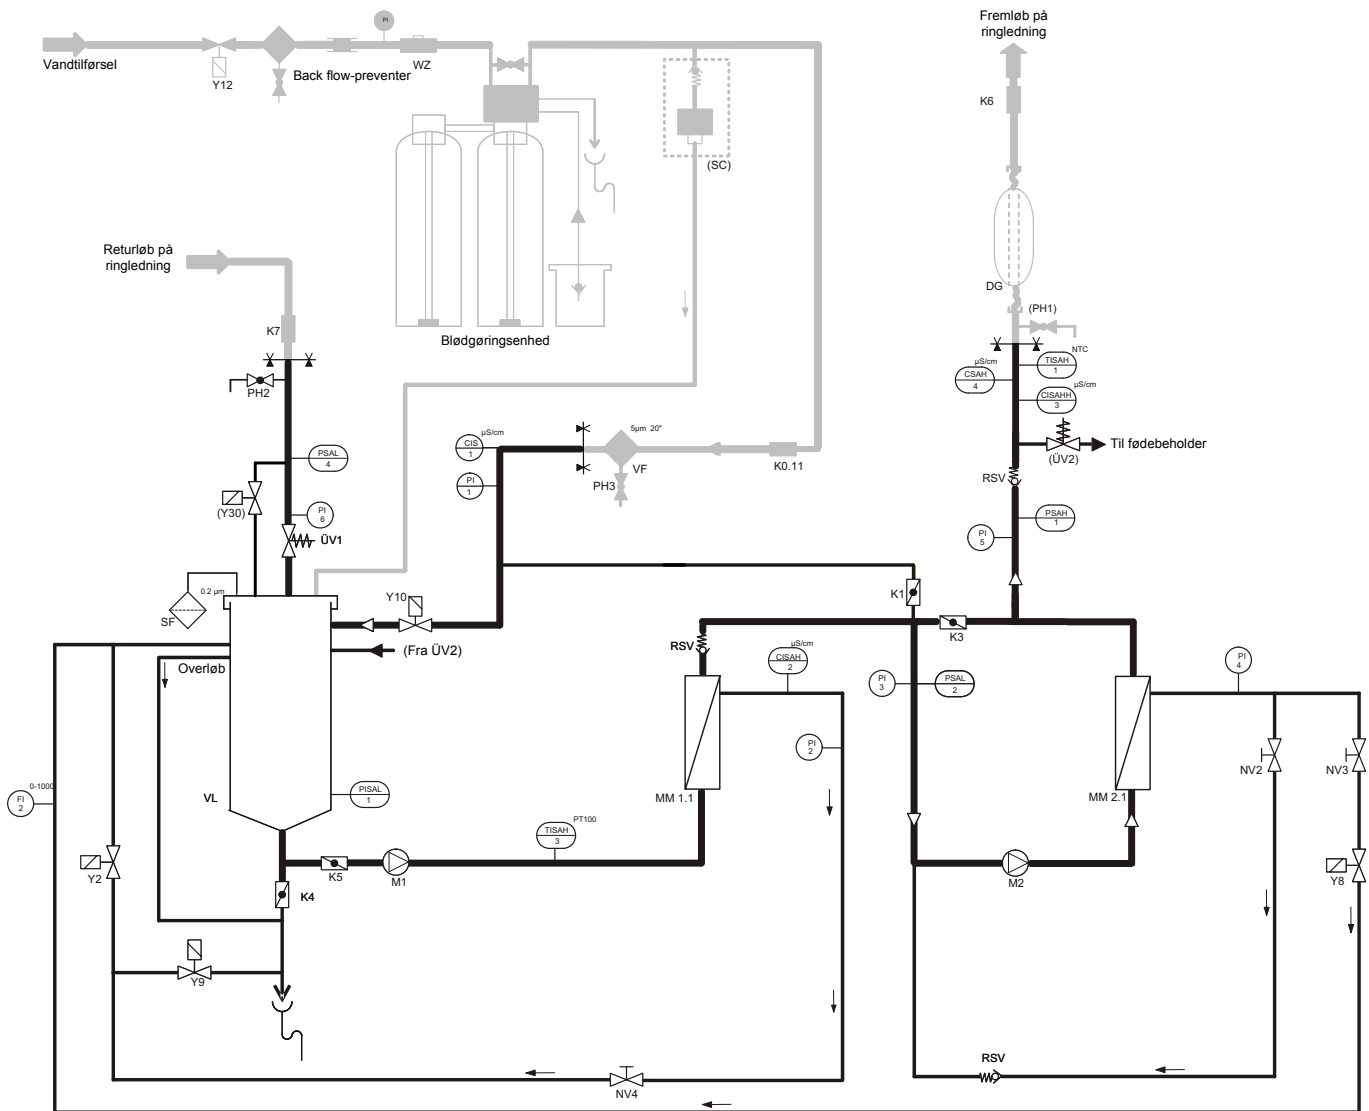 Fremløb på
ringledning
PI
Vandtilførsel
Y12
Back flow-preventer
WZ
K6
(SC)
Returløb på
ringledning
K7
Blødgøringsenhed
DG
(PH1)
NTC
TISAH
1
µS/cm
CSAH
4
µS/cm
CISAHH
3
PH2
PSAL
4
CIS
1
µS/cm
5µm 20"
VF
K0.11
PH3
PI
1
Til fødebeholder
(ÜV2)
RSV
(Y30)
PI
6
ÜV1
PSAH
1
PI
5
0.2 µm
SF
Y10
K1
K3
(Fra ÜV2)
Overløb
RSV
µS/cm
CISAH
2
PI
3
PSAL
2
PI
4
PI
2
NV2
NV3
0-1000
FI
2
VL
PISAL
1
MM 1.1
MM 2.1
PT100
TISAH
3
Y2
K5
M1
M2
Y8
K4
Y9
RSV
NV4